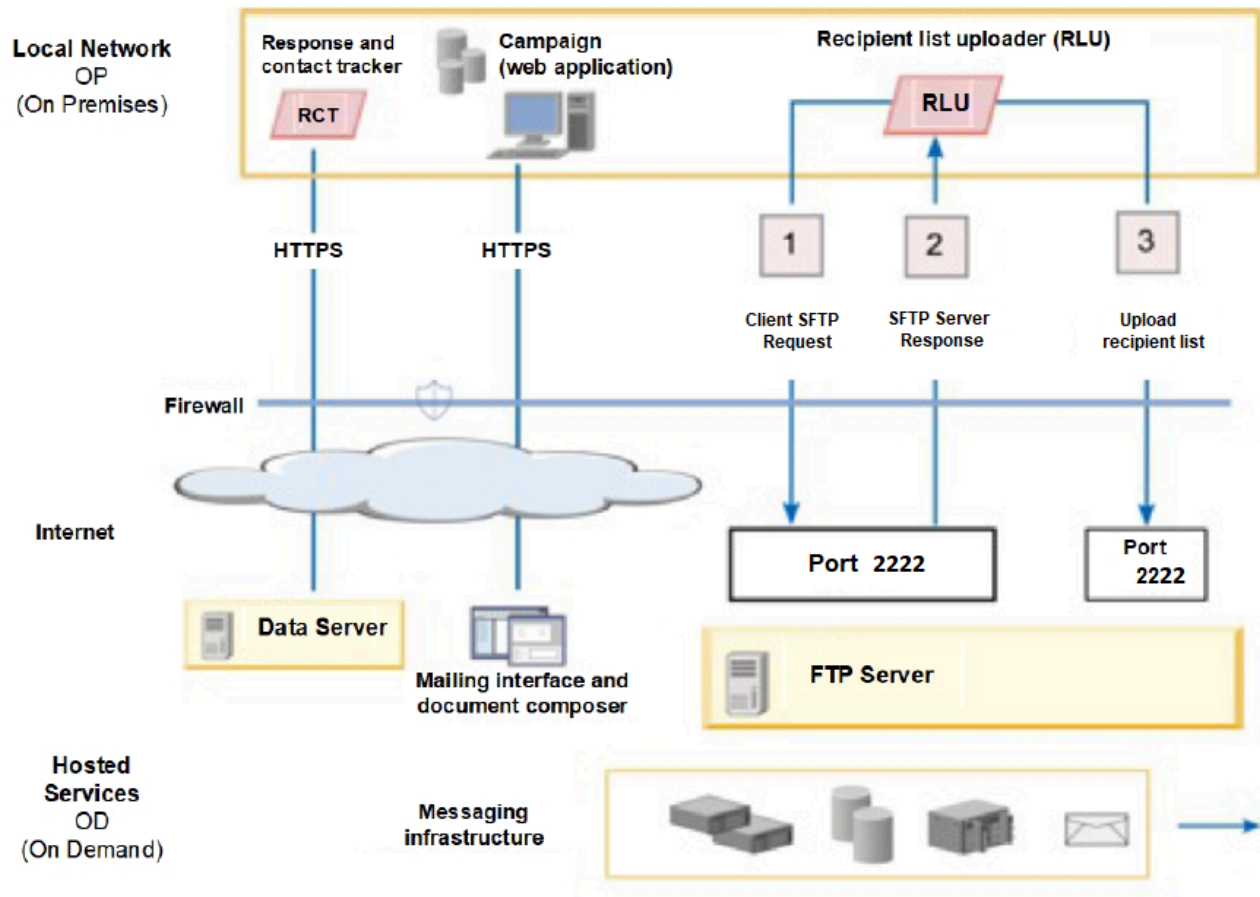 Local Network
OP
(On Premises)
Response and
contact tracker
RCT
Campaign
(web application)
Recipient list uploader (RLU)
RLU
HTTPS
HTTPS
1
2
3
Client SFTP
Request
SFTP Server
Response
Upload
recipient list
Firewall
Internet
Port 2222
Port
2222
Data Server
Mailing interface and
document composer
FTP Server
Hosted
Services
OD
(On Demand)
Messaging
infrastructure